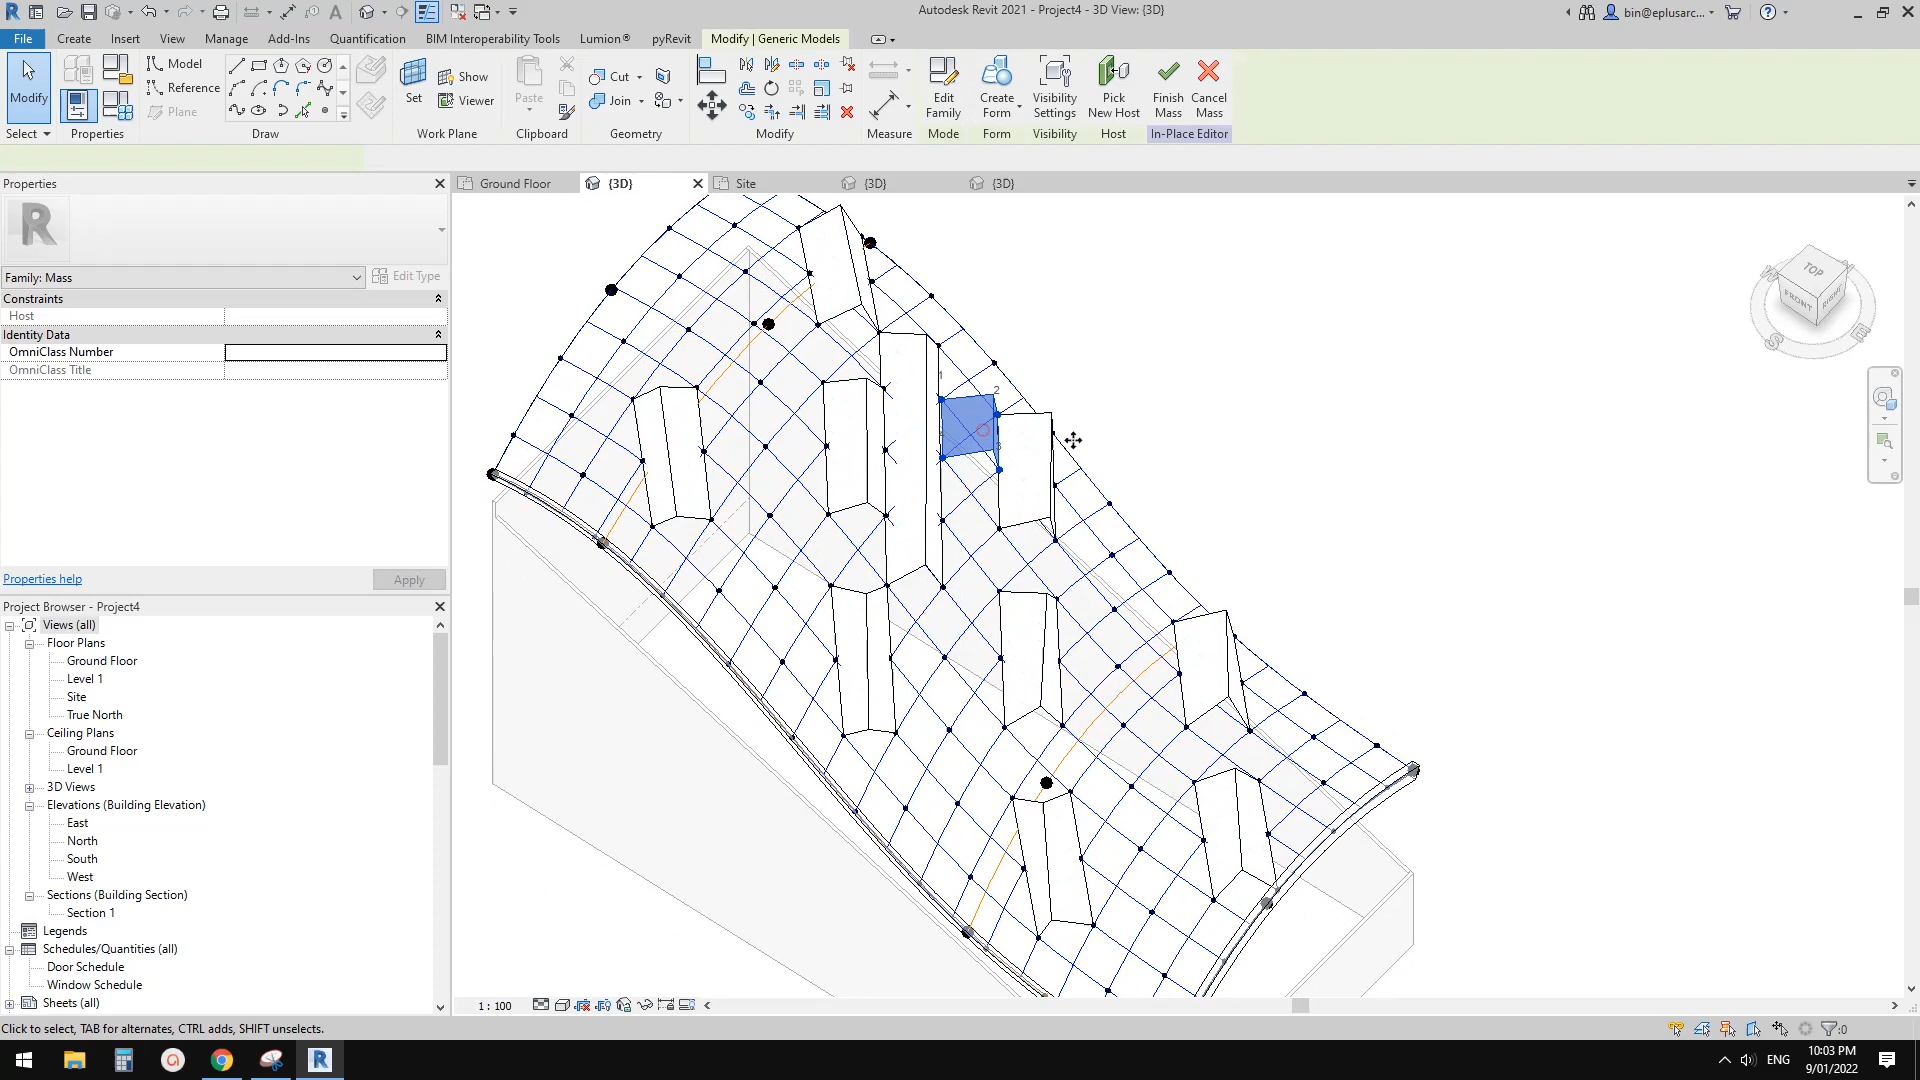 Autodesk Revit 2021 - Project4 - 3D View: {3D}
bin@eplusarc...
File Create Insert View Manage Add-Ins Quantification BIM Interoperability Tools Lumion® pyRevit Modify | Generic Models
Modify
Model
Reference
Plane
Set
Show
Viewer
Paste
Cut
Join
Edit Family
Create Form
Visibility Settings
Pick New Host
Finish Mass
Cancel Mass
Select Properties Draw Work Plane Clipboard Geometry Modify Measure Mode Form Visibility Host In-Place Editor
Properties
Ground Floor {3D} Site {3D} {3D}
Family: Mass
Edit Type
Constraints
Host
Identity Data
OmniClass Number
OmniClass Title
Properties help
Apply
Project Browser - Project4
Views (all)
Floor Plans
Ground Floor
Level 1
Site
True North
Ceiling Plans
Ground Floor
Level 1
3D Views
Elevations (Building Elevation)
East
North
South
West
Sections (Building Section)
Section 1
Legends
Schedules/Quantities (all)
Door Schedule
Window Schedule
Sheets (all)
1
2
3
TOP
FRONT
RIGHT
S
E
1 : 100
Click to select, TAB for alternates, CTRL adds, SHIFT unselects.
:0
ENG
10:03 PM
9/01/2022